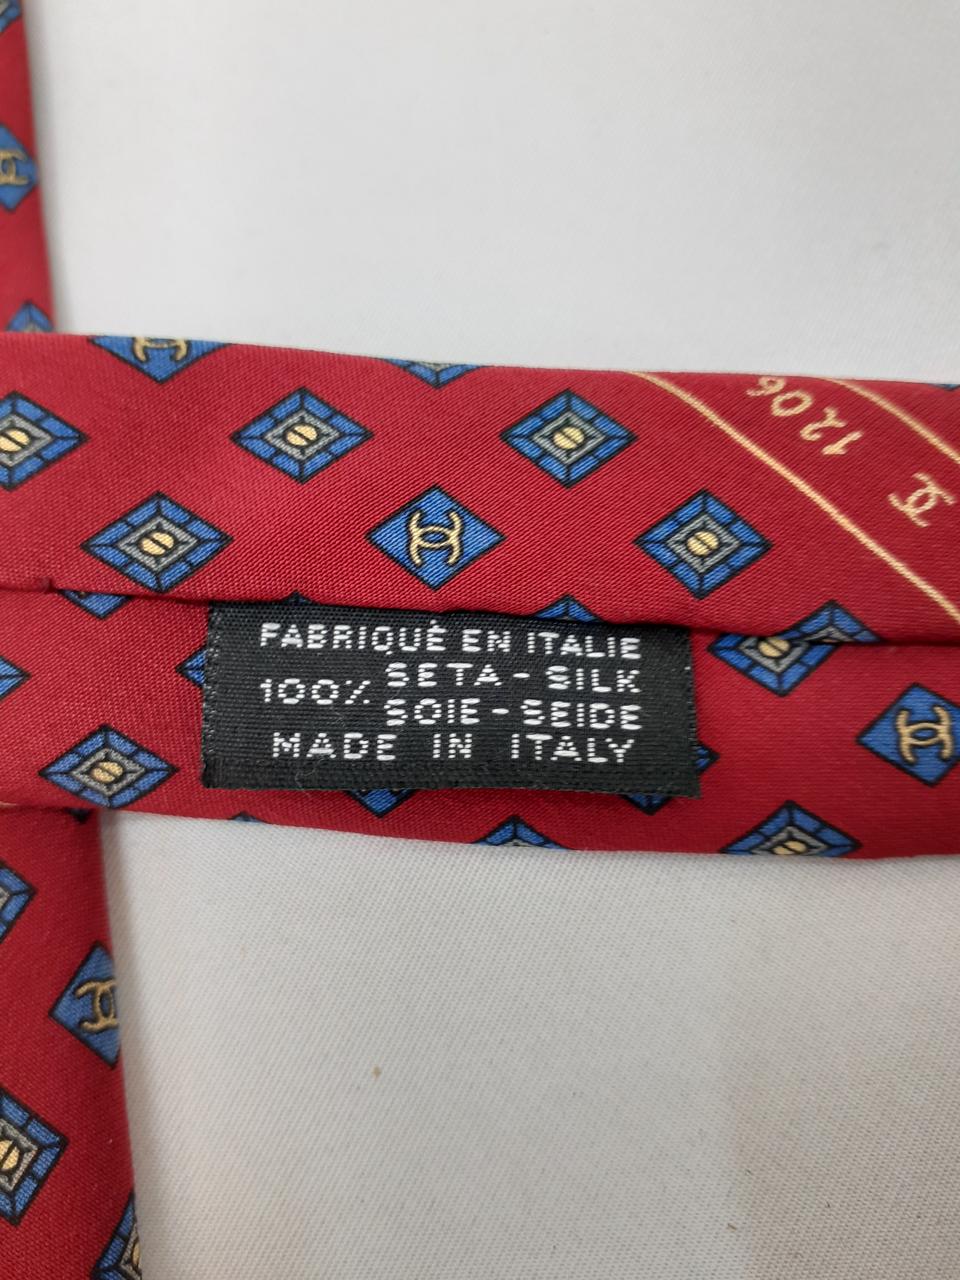 1206
FABRIQUÈ EN ITALIE
100% SETA - SILK
SOIE - SEIDE
MADE IN ITALY